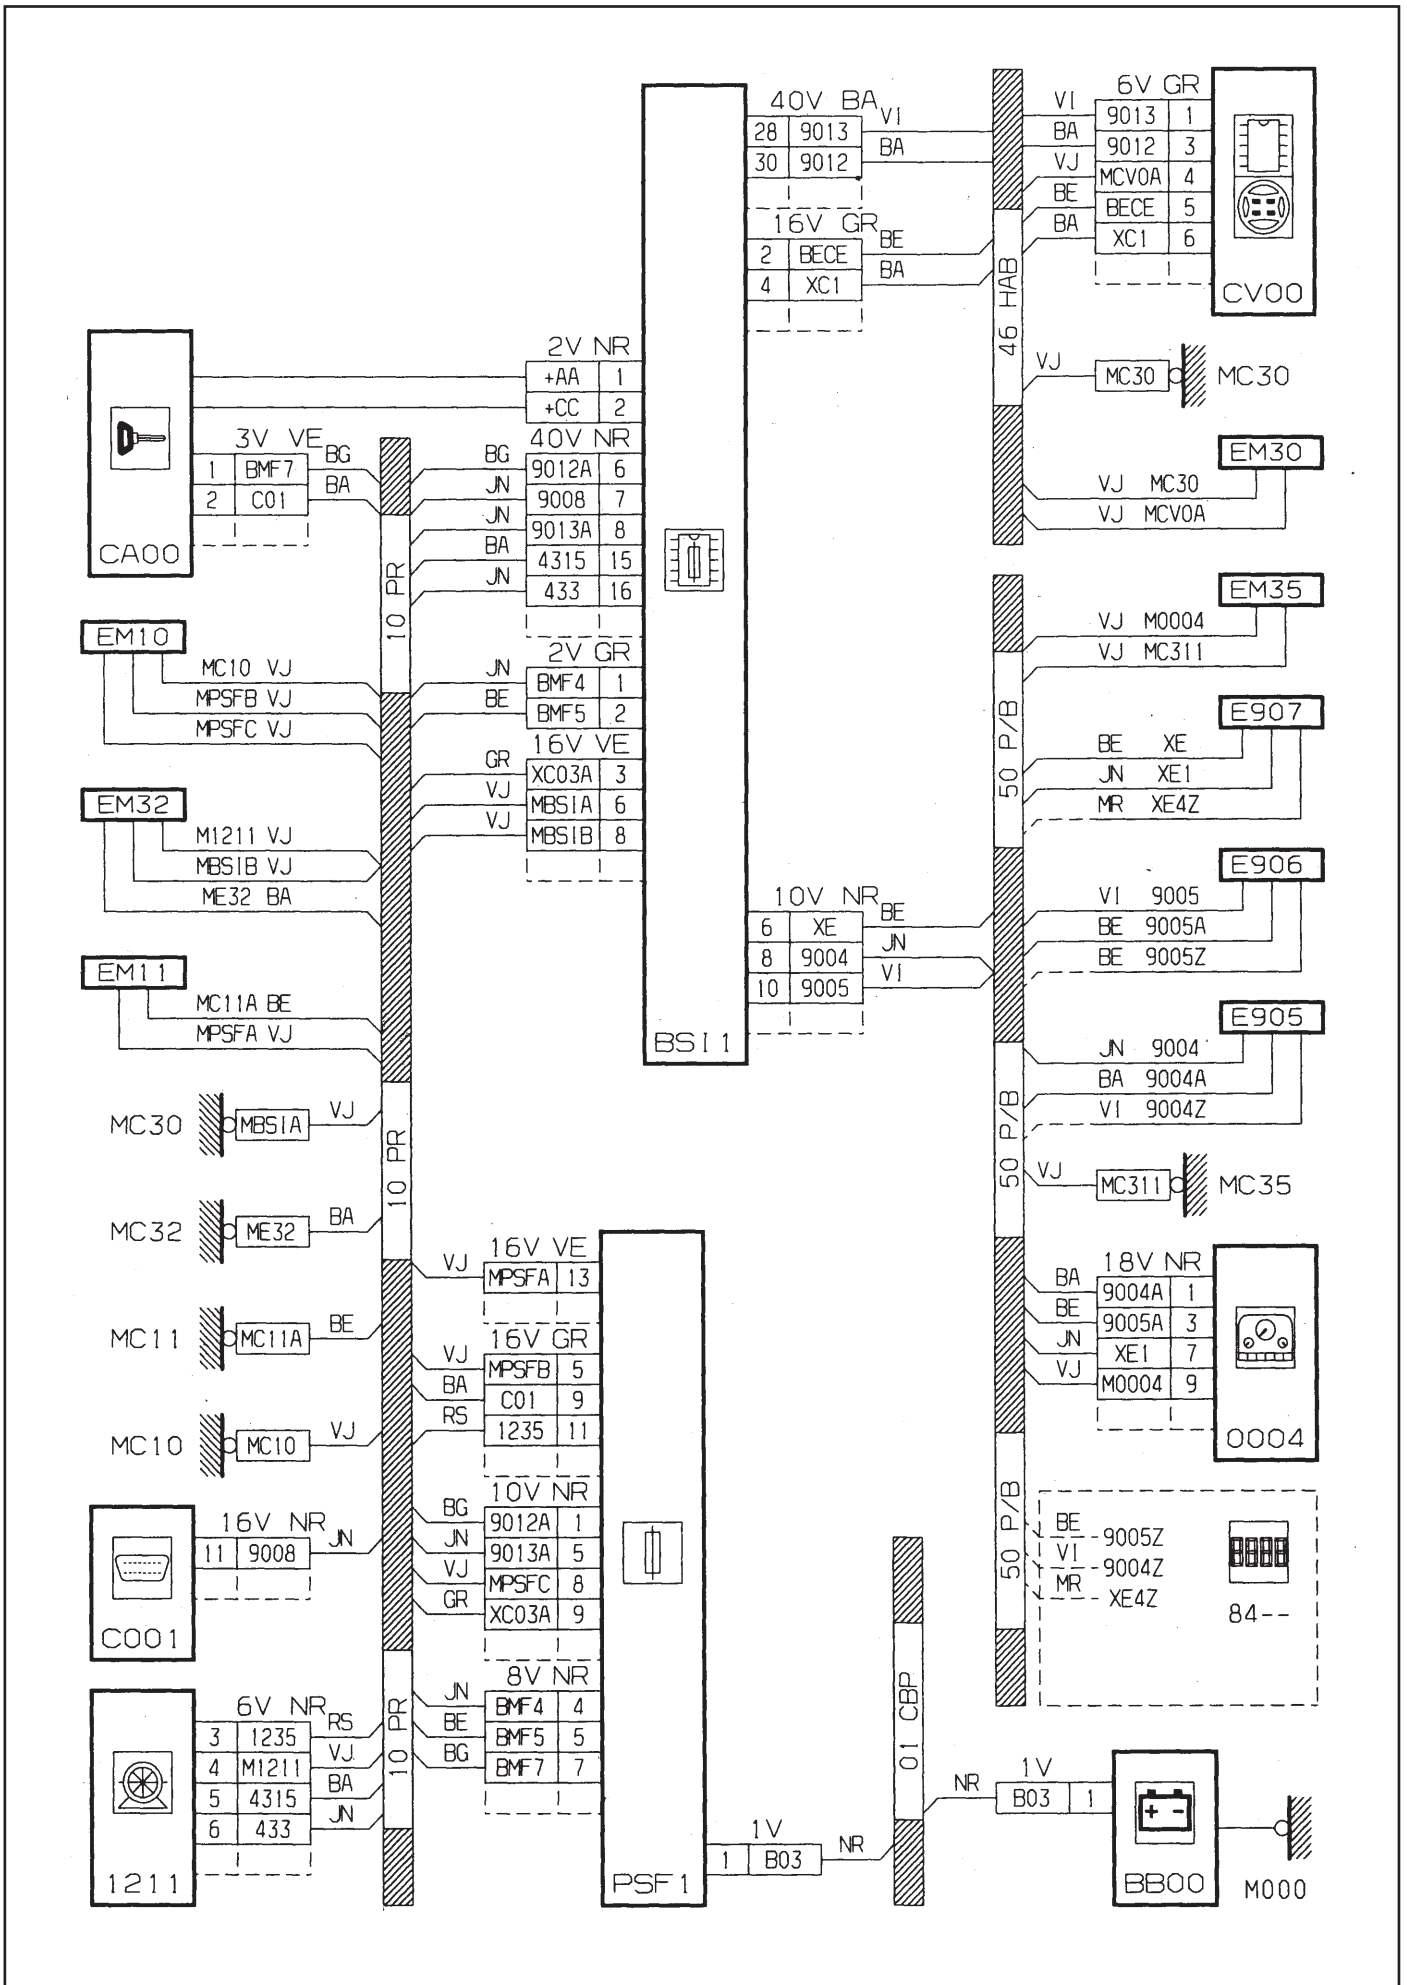 40V BA
28 9013 VI
30 9012 BA
16V GR
2 BECE BE
4 XC1 BA
46 HAB
6V GR
VI 9013 1
BA 9012 3
VJ MCV0A 4
BE BECE 5
BA XC1 6
CV00
VJ MC30 MC30
EM30
VJ MC30
VJ MCV0A
CA00
3V VE
1 BMF7 BG
2 C01 BA
10 PR
2V NR
+AA 1
+CC 2
40V NR
BG 9012A 6
JN 9008 7
JN 9013A 8
BA 4315 15
JN 433 16
2V GR
JN BMF4 1
BE BMF5 2
16V VE
GR XC03A 3
VJ MBSIA 6
VJ MBSIB 8
BSI1
10V NR
6 XE BE
8 9004 JN
10 9005 VI
EM10
MC10 VJ
MPSFB VJ
MPSFC VJ
EM32
M1211 VJ
MBSIB VJ
ME32 BA
EM11
MC11A BE
MPSFA VJ
MC30 MBSIA VJ
10 PR
MC32 ME32 BA
MC11 MC11A BE
MC10 MC10 VJ
16V NR
11 9008 JN
C001
6V NR
3 1235 RS
4 M1211 VJ
5 4315 BA
6 433 JN
1211
10 PR
16V VE
VJ MPSFA 13
16V GR
VJ MPSFB 5
BA C01 9
RS 1235 11
10V NR
BG 9012A 1
JN 9013A 5
VJ MPSFC 8
GR XC03A 9
8V NR
JN BMF4 4
BE BMF5 5
BG BMF7 7
PSF1
1V
1 B03 NR
01 CBP
EM35
VJ M0004
VJ MC311
50 P/B
E907
BE XE
JN XE1
MR XE4Z
E906
VI 9005
BE 9005A
BE 9005Z
E905
JN 9004
BA 9004A
VI 9004Z
50 P/B
VJ MC311 MC35
18V NR
BA 9004A 1
BE 9005A 3
JN XE1 7
VJ M0004 9
0004
50 P/B
BE 9005Z
VI 9004Z
MR XE4Z
84--
1V
NR B03 1
BB00
M000